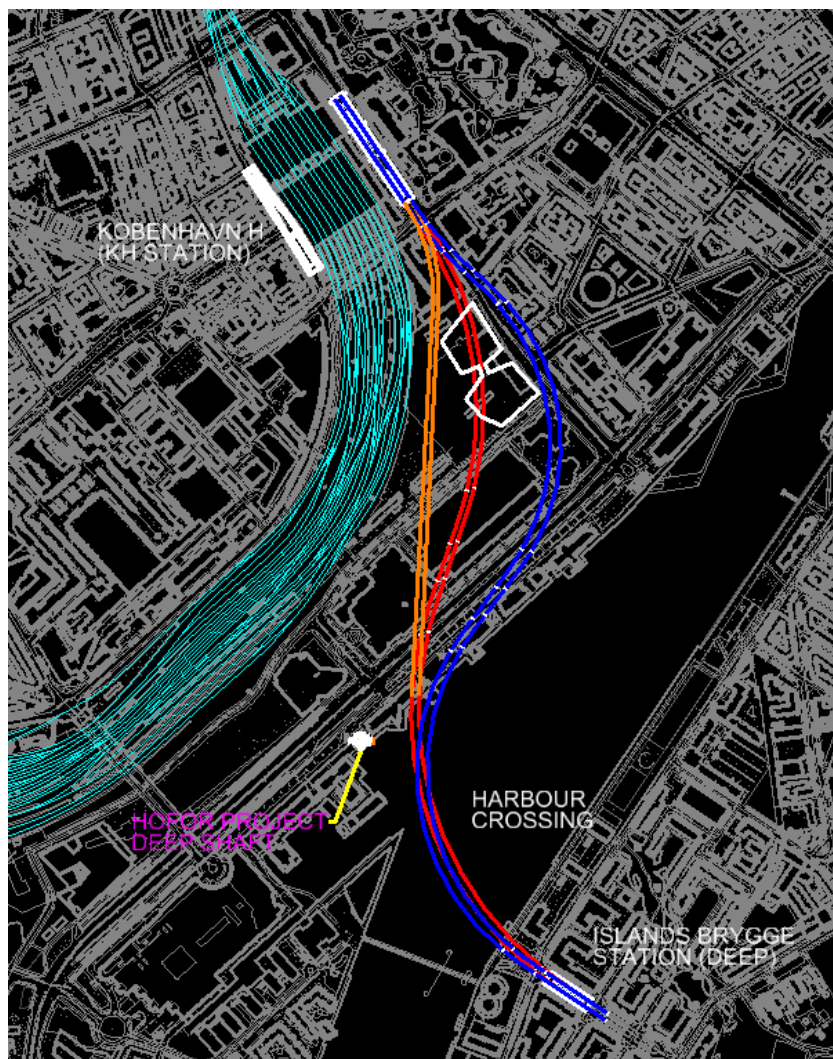 KOBENHAVN H
(KH STATION)
HOFOR PROJECT
DEEP SHAFT
HARBOUR
CROSSING
ISLANDS BRYGGE
STATION (DEEP)